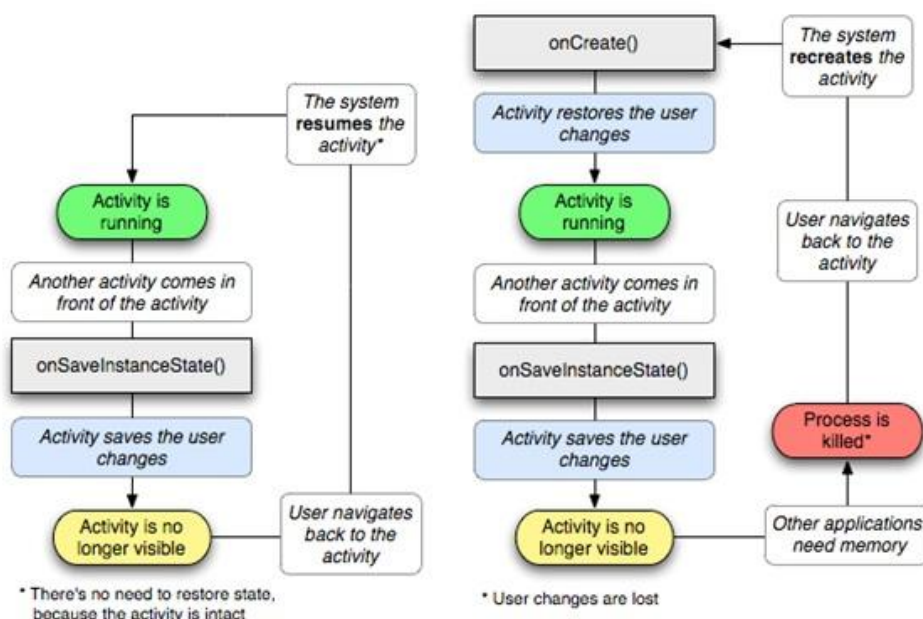 The system
resumes the
activity*
Activity is
running
Another activity comes in
front of the activity
onSaveInstanceState()
Activity saves the user
changes
Activity is no
longer visible
User navigates
back to the
activity
* There's no need to restore state,
because the activity is intact
onCreate()
The system
recreates the
activity
Activity restores the user
changes
Activity is
running
Another activity comes in
front of the activity
onSaveInstanceState()
Activity saves the user
changes
Activity is no
longer visible
Other applications
need memory
Process is
killed*
User navigates
back to the
activity
* User changes are lost